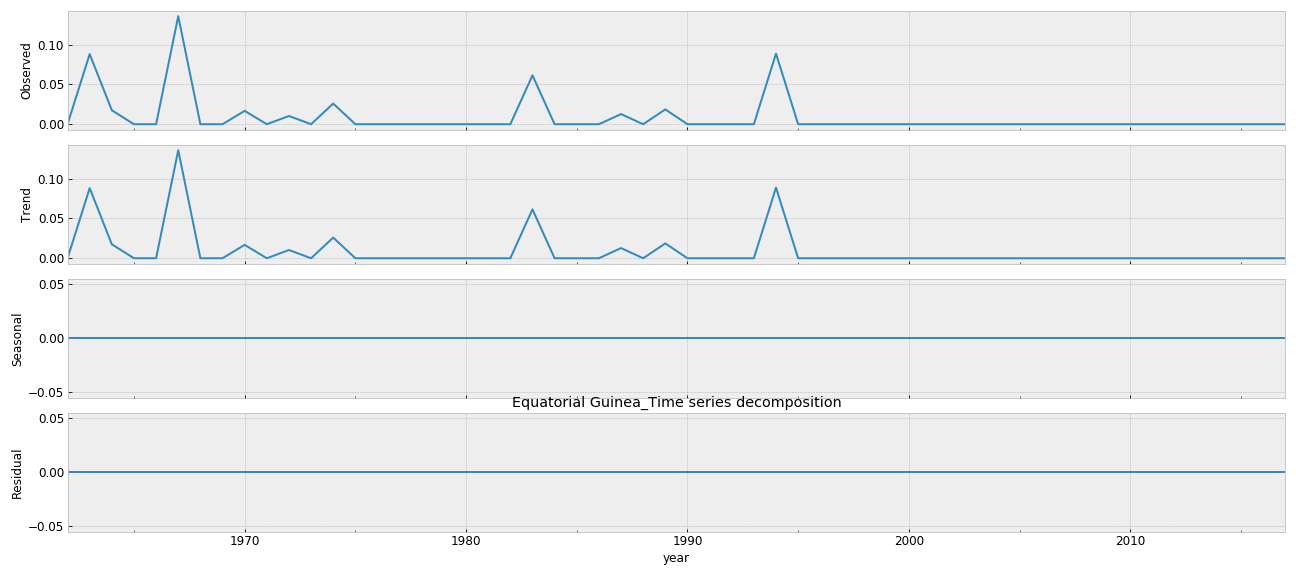 Observed
0.10
0.05
0.00
Trend
0.10
0.05
0.00
Seasonal
0.05
0.00
−0.05
Equatorial Guinea_Time series decomposition
Residual
0.05
0.00
−0.05
1970 1980 1990 2000 2010
year